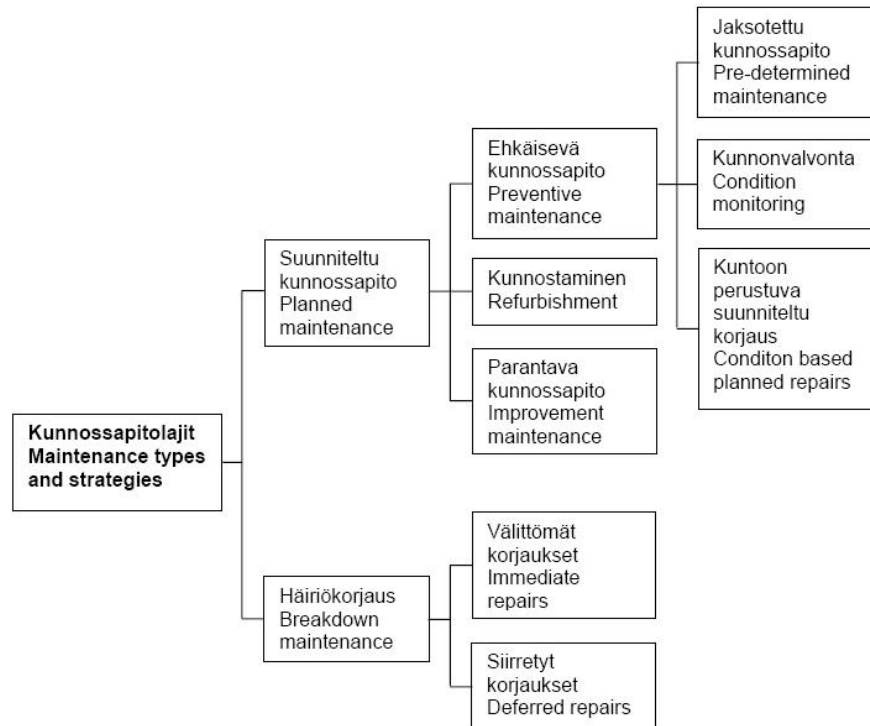 Kunnossapitolajit
Maintenance types
and strategies
Suunniteltu
kunnossapito
Planned
maintenance
Ehkäisevä
kunnossapito
Preventive
maintenance
Jaksotettu
kunnossapito
Pre-determined
maintenance
Kunnonvalvonta
Condition
monitoring
Kuntoon
perustuva
suunniteltu
korjaus
Conditon based
planned repairs
Kunnostaminen
Refurbishment
Parantava
kunnossapito
Improvement
maintenance
Häiriökorjaus
Breakdown
maintenance
Välittömät
korjaukset
Immediate
repairs
Siirretyt
korjaukset
Deferred repairs